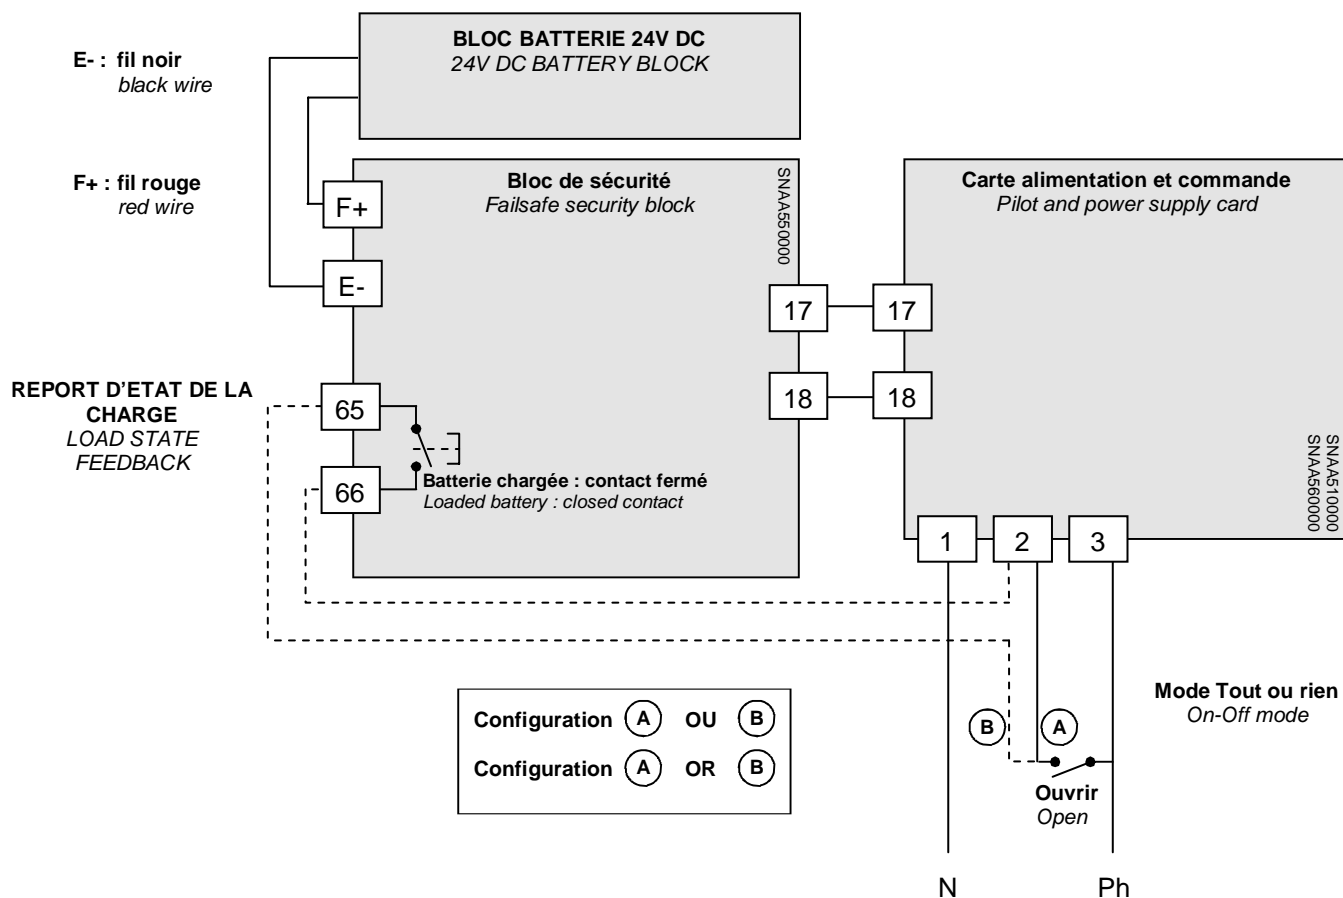 BLOC BATTERIE 24V DC
24V DC BATTERY BLOCK
E- : fil noir
black wire
F+ : fil rouge
red wire
Bloc de sécurité
Failsafe security block
SNAA550000
Carte alimentation et commande
Pilot and power supply card
F+
E-
17
17
18
18
REPORT D'ETAT DE LA
CHARGE
LOAD STATE
FEEDBACK
65
66
Batterie chargée : contact fermé
Loaded battery : closed contact
SNAA510000
SNAA560000
1
2
3
Configuration A OU B
Configuration A OR B
B
A
Mode Tout ou rien
On-Off mode
Ouvrir
Open
N
Ph